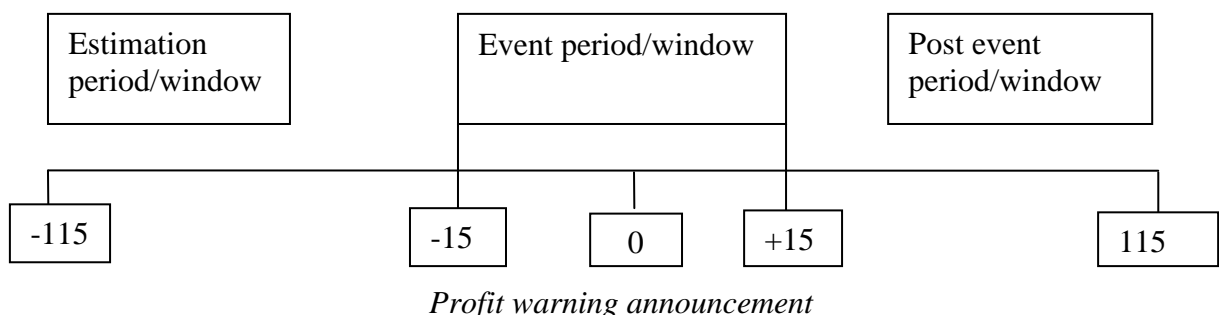 Estimation
period/window
Event period/window
Post event
period/window
-115
-15
0
+15
115
Profit warning announcement